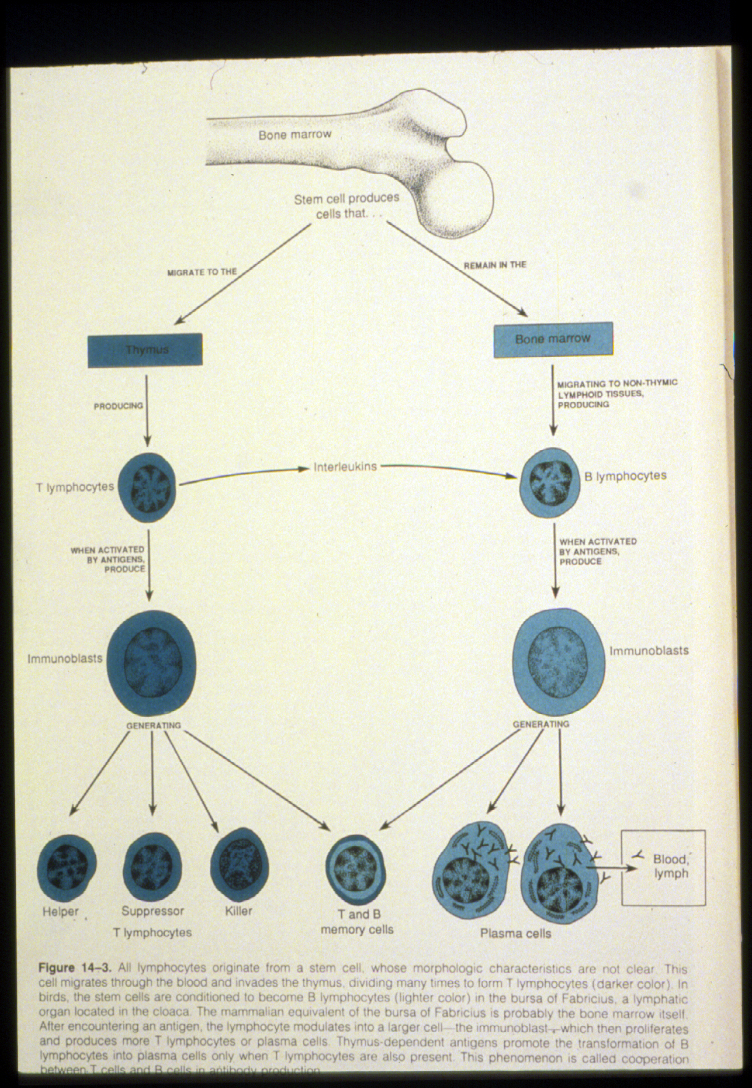 Bone marrow
Stem cell produces
cells that. . .
MIGRATE TO THE
REMAIN IN THE
Thymus
Bone marrow
PRODUCING
MIGRATING TO NON-THYMIC
LYMPHOID TISSUES,
PRODUCING
T lymphocytes
Interleukins
B lymphocytes
WHEN ACTIVATED
BY ANTIGENS,
PRODUCE
WHEN ACTIVATED
BY ANTIGENS,
PRODUCE
Immunoblasts
Immunoblasts
GENERATING
GENERATING
Blood,
lymph
Helper
Suppressor
Killer
T lymphocytes
T and B
memory cells
Plasma cells
Figure 14–3. All lymphocytes originate from a stem cell, whose morphologic characteristics are not clear. This
cell migrates through the blood and invades the thymus, dividing many times to form T lymphocytes (darker color). In
birds, the stem cells are conditioned to become B lymphocytes (lighter color) in the bursa of Fabricius, a lymphatic
organ located in the cloaca. The mammalian equivalent of the bursa of Fabricius is probably the bone marrow itself.
After encountering an antigen, the lymphocyte modulates into a larger cell—the immunoblast—which then proliferates
and produces more T lymphocytes or plasma cells. Thymus-dependent antigens promote the transformation of B
lymphocytes into plasma cells only when T lymphocytes are also present. This phenomenon is called cooperation
between T cells and B cells in antibody production.